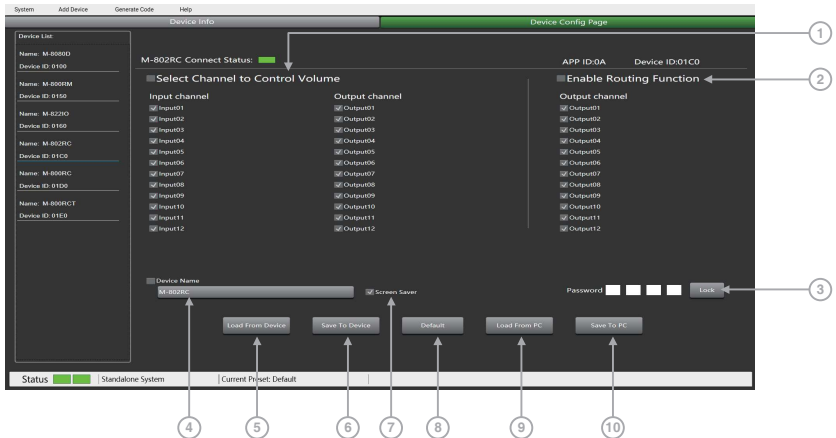 System Add Device Generate Code Help
Device Info Device Config Page
Device List:
Name: M-8080D
Device ID: 0100
Name: M-800RM
Device ID: 0150
Name: M-822IO
Device ID: 0160
Name: M-802RC
Device ID: 01C0
Name: M-800RC
Device ID: 01D0
Name: M-800RCT
Device ID: 01E0
M-802RC Connect Status: APP ID:0A Device ID:01C0
Select Channel to Control Volume Enable Routing Function
Input channel Output channel Output channel
Input01 Output01 Output01
Input02 Output02 Output02
Input03 Output03 Output03
Input04 Output04 Output04
Input05 Output05 Output05
Input06 Output06 Output06
Input07 Output07 Output07
Input08 Output08 Output08
Input09 Output09 Output09
Input10 Output10 Output10
Input11 Output11 Output11
Input12 Output12 Output12
Device Name
M-802RC Screen Saver Password Lock
Load From Device Save To Device Default Load From PC Save To PC
Status Standalone System Current Preset: Default
1
2
3
4 5 6 7 8 9 10